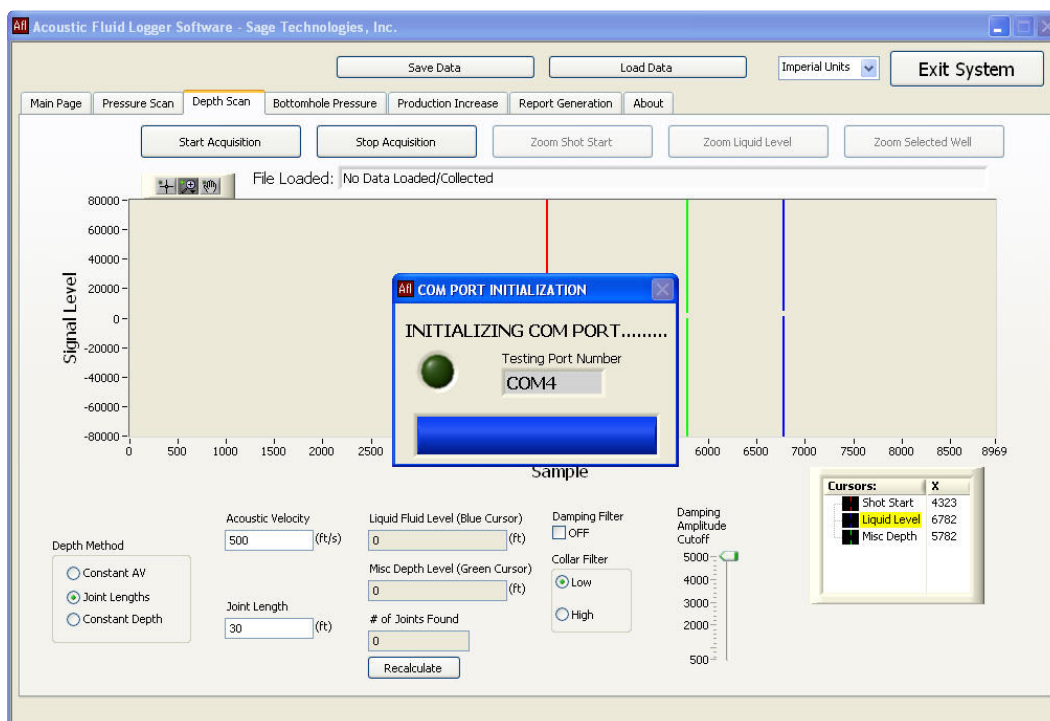 Afl Acoustic Fluid Logger Software - Sage Technologies, Inc.
Save Data Load Data Imperial Units Exit System
Main Page Pressure Scan Depth Scan Bottomhole Pressure Production Increase Report Generation About
Start Acquisition Stop Acquisition Zoom Shot Start Zoom Liquid Level Zoom Selected Well
File Loaded: No Data Loaded/Collected
80000
60000
40000
20000
0
-20000
-40000
-60000
-80000
Signal Level
0 500 1000 1500 2000 2500 6000 6500 7000 7500 8000 8500 8969
Sample
Afl COM PORT INITIALIZATION
INITIALIZING COM PORT.........
Testing Port Number
COM4
Cursors: X
Shot Start 4323
Liquid Level 6782
Misc Depth 5782
Depth Method
Constant AV
Joint Lengths
Constant Depth
Acoustic Velocity
500 (ft/s)
Joint Length
30 (ft)
Liquid Fluid Level (Blue Cursor)
0 (ft)
Misc Depth Level (Green Cursor)
0 (ft)
# of Joints Found
0
Recalculate
Damping Filter
OFF
Collar Filter
Low
High
Damping
Amplitude
Cutoff
5000
4000
3000
2000
500